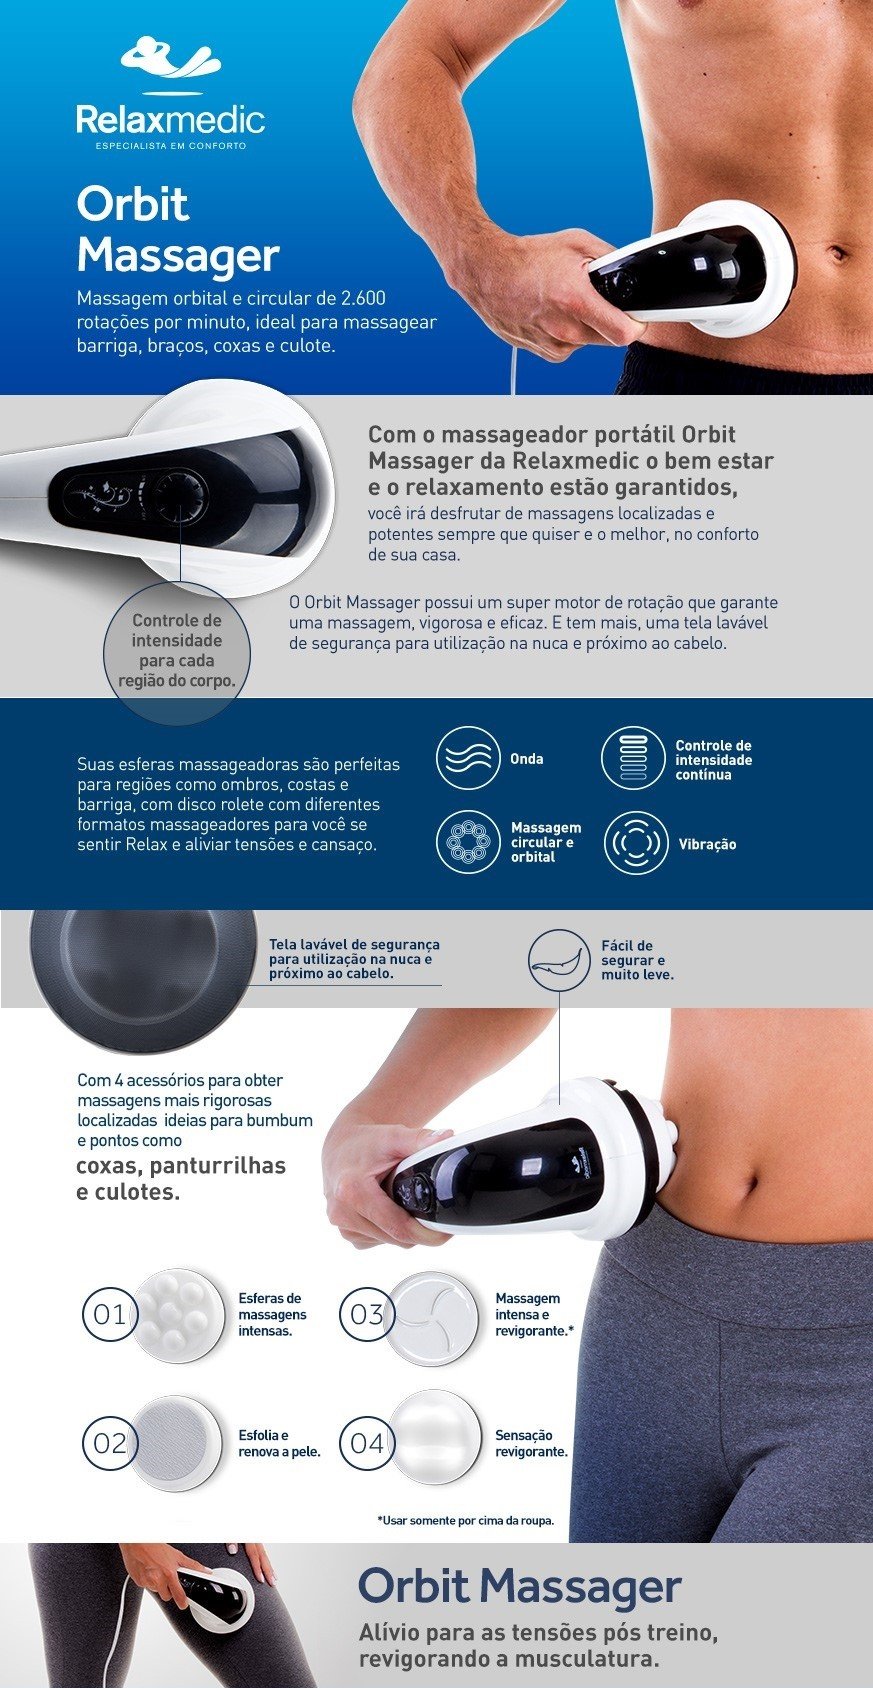 Relaxmedic
ESPECIALISTA EM CONFORTO
Orbit
Massager
Massagem orbital e circular de 2.600
rotações por minuto, ideal para massagear
barriga, braços, coxas e culote.
Com o massageador portátil Orbit
Massager da Relaxmedic o bem estar
e o relaxamento estão garantidos,
você irá desfrutar de massagens localizadas e
potentes sempre que quiser e o melhor, no conforto
de sua casa.
O Orbit Massager possui um super motor de rotação que garante
uma massagem, vigorosa e eficaz. E tem mais, uma tela lavável
de segurança para utilização na nuca e próximo ao cabelo.
Controle de
intensidade
para cada
região do corpo.
Suas esferas massageadoras são perfeitas
para regiões como ombros, costas e
barriga, com disco rolete com diferentes
formatos massageadores para você se
sentir Relax e aliviar tensões e cansaço.
Onda
Controle de
intensidade
contínua
Massagem
circular e
orbital
Vibração
Tela lavável de segurança
para utilização na nuca e
próximo ao cabelo.
Fácil de
segurar e
muito leve.
Com 4 acessórios para obter
massagens mais rigorosas
localizadas ideias para bumbum
e pontos como
coxas, panturrilhas
e culotes.
Relaxmedic
01
Esferas de
massagens
intensas.
03
Massagem
intensa e
revigorante.*
02
Esfolia e
renova a pele.
04
Sensação
revigorante.
*Usar somente por cima da roupa.
Orbit Massager
Alívio para as tensões pós treino,
revigorando a musculatura.